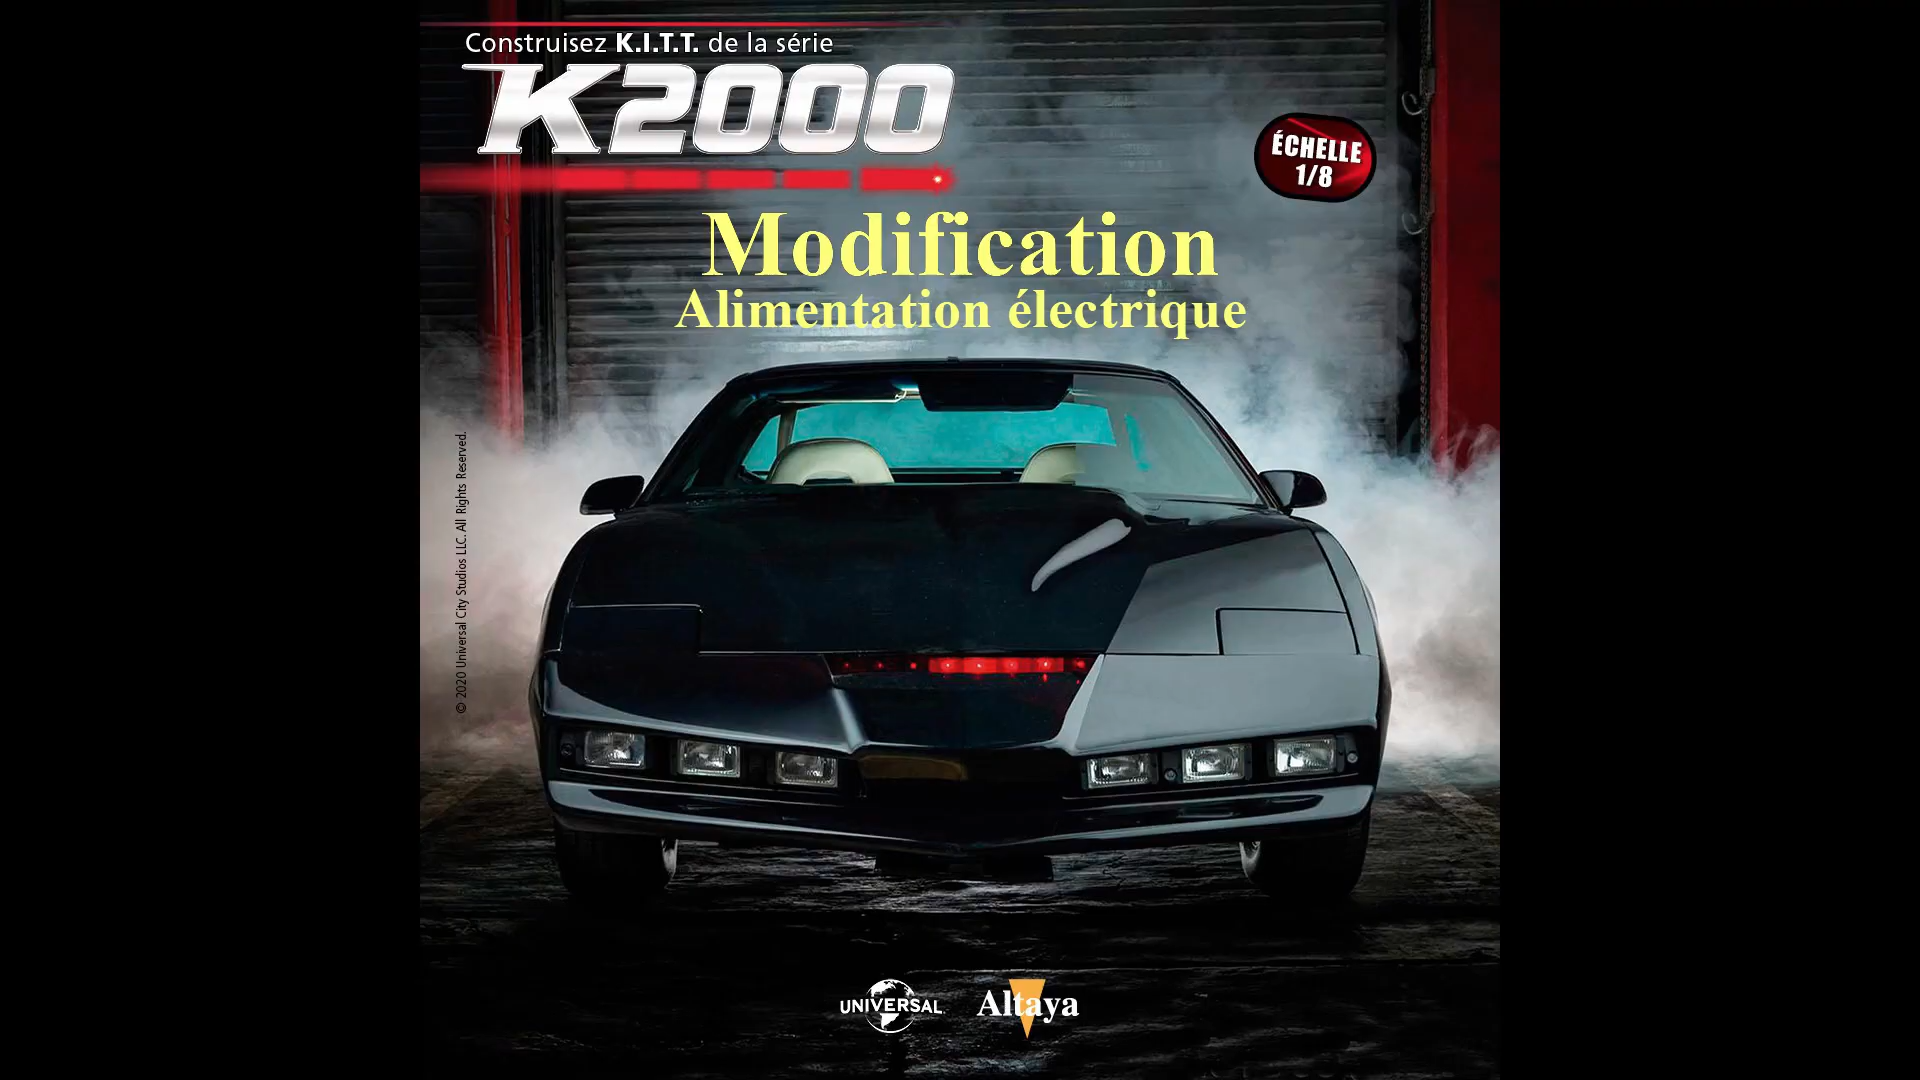 Construisez K.I.T.T. de la série
K2000
ÉCHELLE
1/8
Modification
Alimentation électrique
© 2020 Universal City Studios LLC. All Rights Reserved.
UNIVERSAL
Altaya